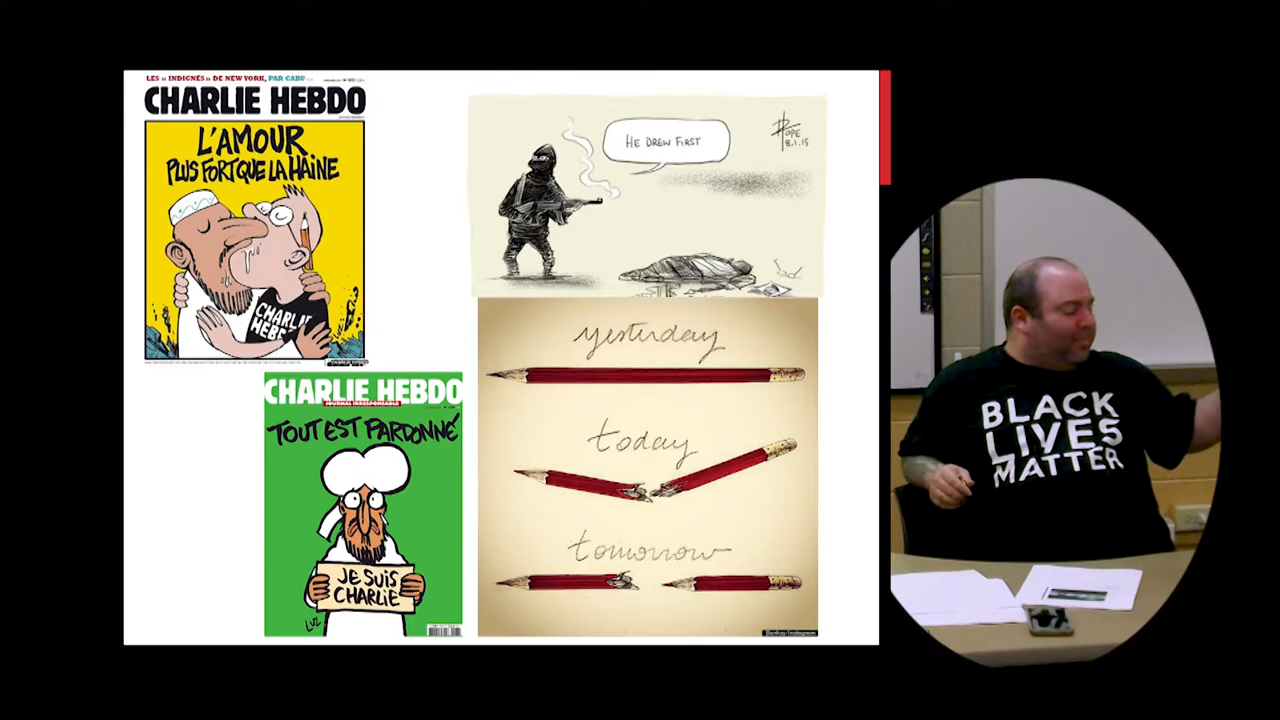 LES « INDIGNÉS » DE NEW YORK, PAR CABU
CHARLIE HEBDO
L'AMOUR
PLUS FORT QUE LA HAINE
CHARLIE
HEBDO
CHARLIE HEBDO
JOURNAL IRRESPONSABLE
TOUT EST PARDONNÉ
JE SUIS
CHARLIE
LUZ
HE DREW FIRST
POPE
8.1.15
yesterday
today
tomorrow
BLACK
LIVES
MATTER